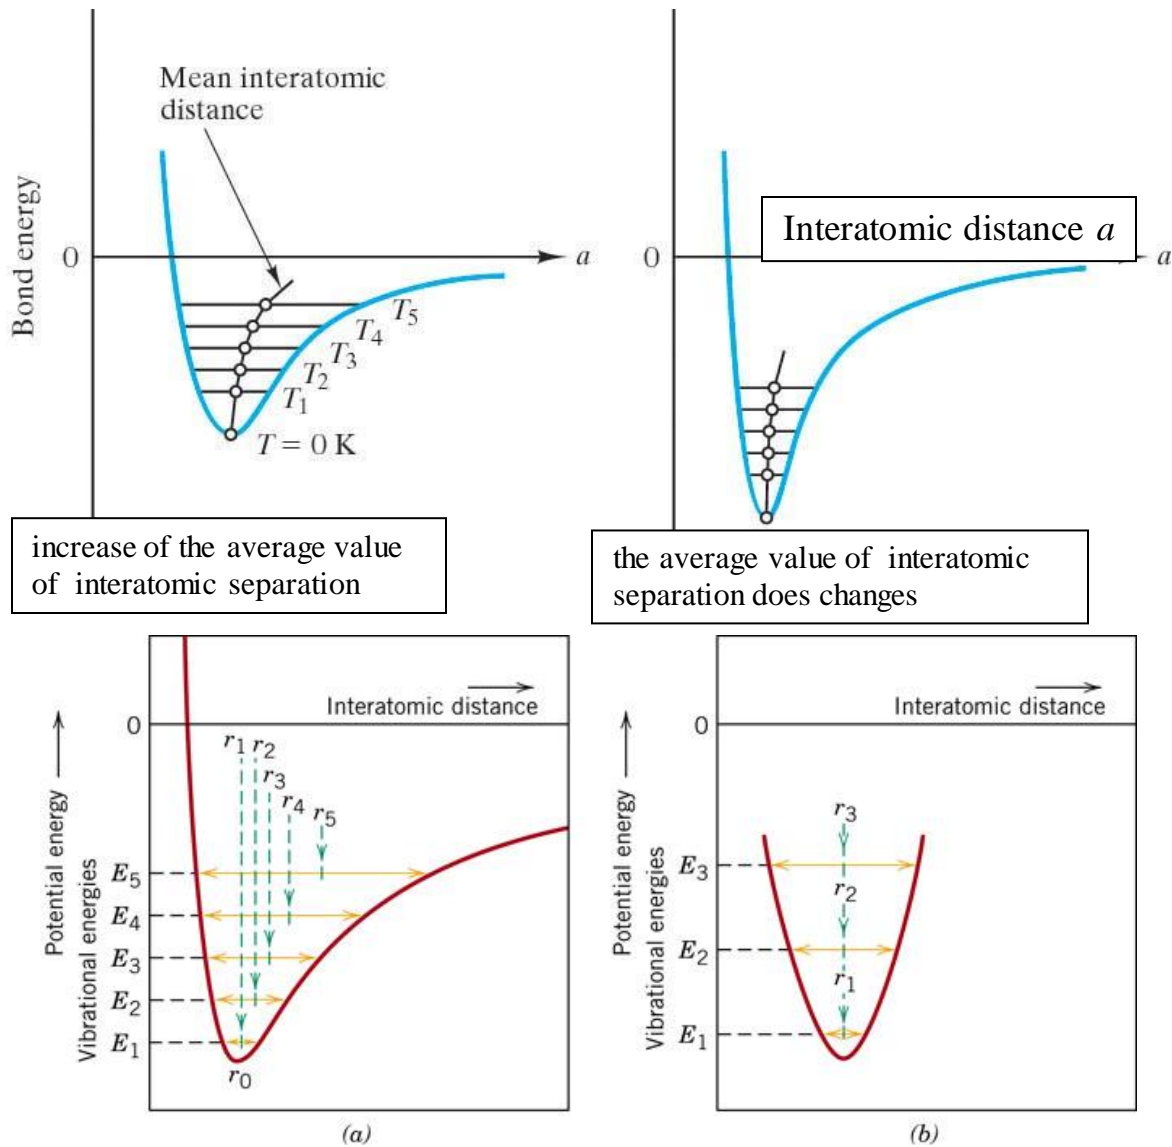 Mean interatomic
distance
Bond energy
0
a
T5
T4
T3
T2
T1
T = 0 K
Interatomic distance a
0
a
increase of the average value
of interatomic separation
the average value of interatomic
separation does changes
Interatomic distance
0
Potential energy
Vibrational energies
r1 r2
r3
r4
r5
E5
E4
E3
E2
E1
r0
(a)
Interatomic distance
0
Potential energy
Vibrational energies
r3
E3
r2
E2
r1
E1
(b)